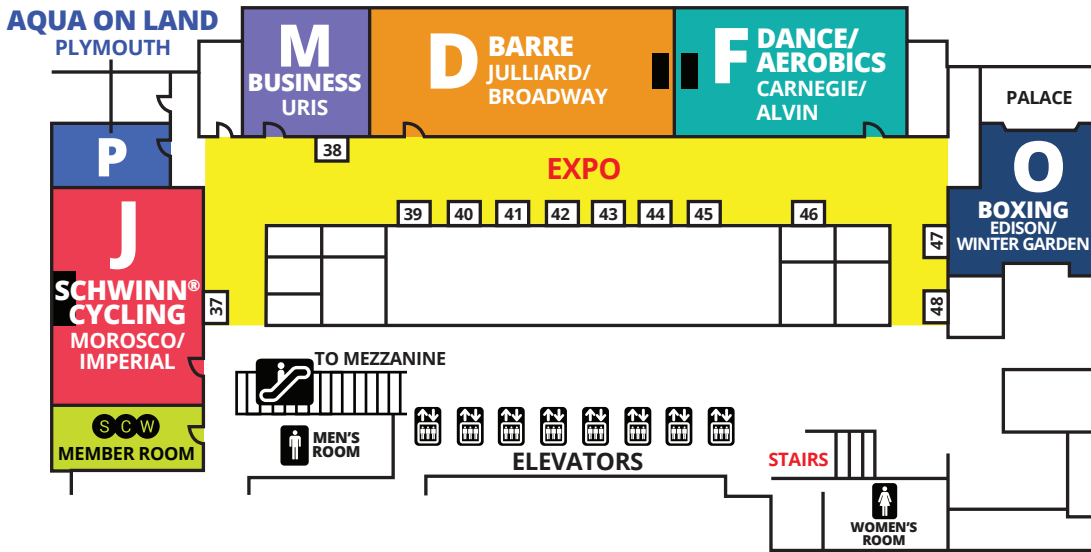 AQUA ON LAND
PLYMOUTH
M
BUSINESS
URIS
D
BARRE
JULLIARD/
BROADWAY
F
DANCE/
AEROBICS
CARNEGIE/
ALVIN
PALACE
P
38
EXPO
O
BOXING
EDISON/
WINTER GARDEN
39
40
41
42
43
44
45
46
47
48
J
SCHWINN®
CYCLING
MOROSCO/
IMPERIAL
37
TO MEZZANINE
SCW
MEMBER ROOM
MEN'S
ROOM
ELEVATORS
STAIRS
WOMEN'S
ROOM